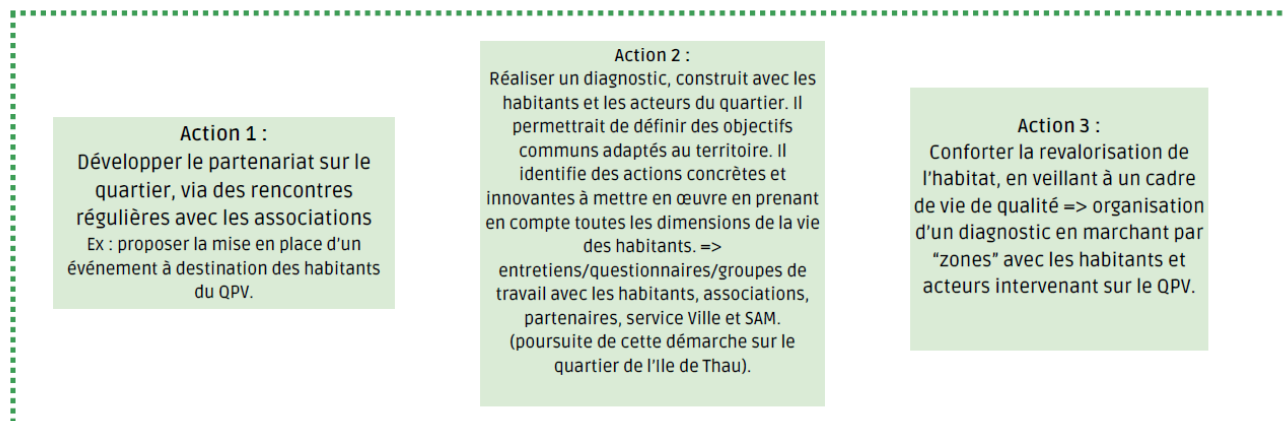 Action 1 :
Développer le partenariat sur le
quartier, via des rencontres
régulières avec les associations
Ex : proposer la mise en place d'un
événement à destination des habitants
du QPV.
Action 2 :
Réaliser un diagnostic, construit avec les
habitants et les acteurs du quartier. Il
permettrait de définir des objectifs
communs adaptés au territoire. Il
identifie des actions concrètes et
innovantes à mettre en œuvre en prenant
en compte toutes les dimensions de la vie
des habitants. =>
entretiens/questionnaires/groupes de
travail avec les habitants, associations,
partenaires, service Ville et SAM.
(poursuite de cette démarche sur le
quartier de l'Ile de Thau).
Action 3 :
Conforter la revalorisation de
l'habitat, en veillant à un cadre
de vie de qualité => organisation
d'un diagnostic en marchant par
“zones” avec les habitants et
acteurs intervenant sur le QPV.